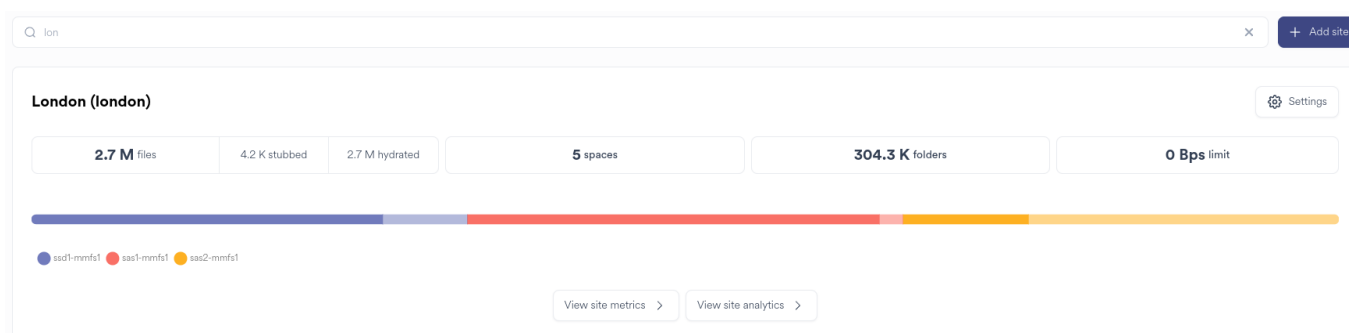 lon
+ Add site
London (london)
Settings
2.7 M files 4.2 K stubbed 2.7 M hydrated 5 spaces 304.3 K folders 0 Bps limit
ssd1-mmfs1 sas1-mmfs1 sas2-mmfs1
View site metrics View site analytics